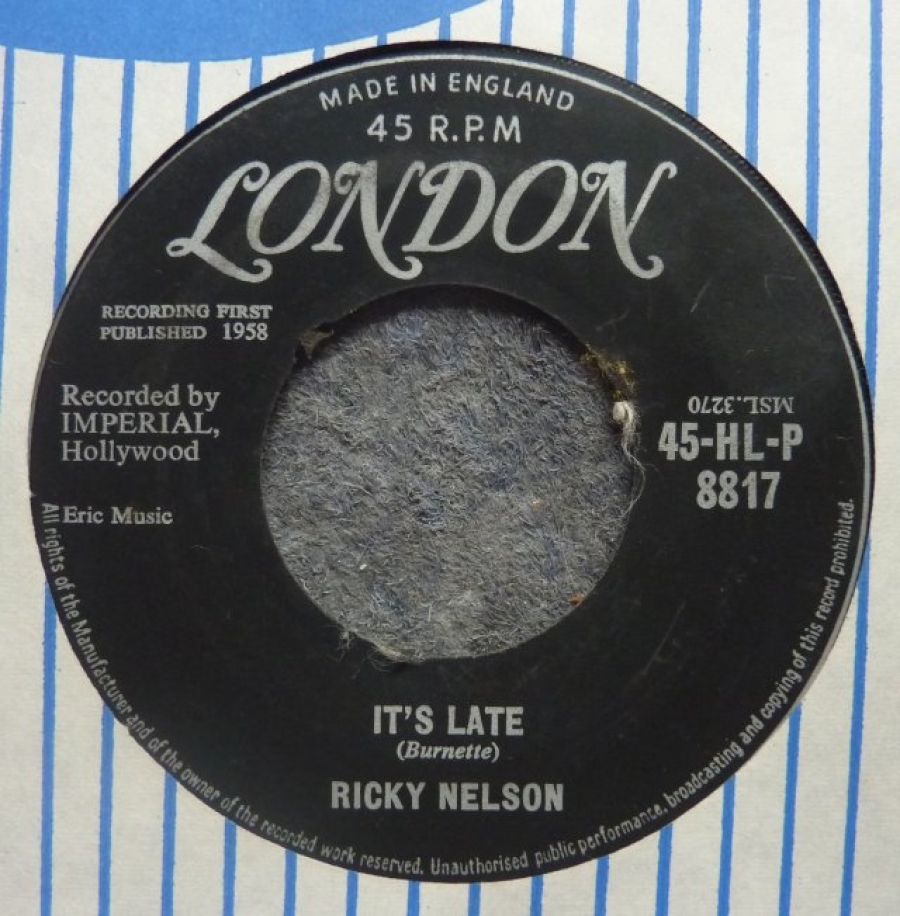 MADE IN ENGLAND
45 R.P.M
LONDON
RECORDING FIRST
PUBLISHED 1958
Recorded by
IMPERIAL,
Hollywood
Eric Music
MSL.3270
45-HL-P
8817
IT'S LATE
(Burnette)
RICKY NELSON
All rights of the Manufacturer and of the owner of the recorded work reserved. Unauthorised public performance, broadcasting and copying of this record prohibited.